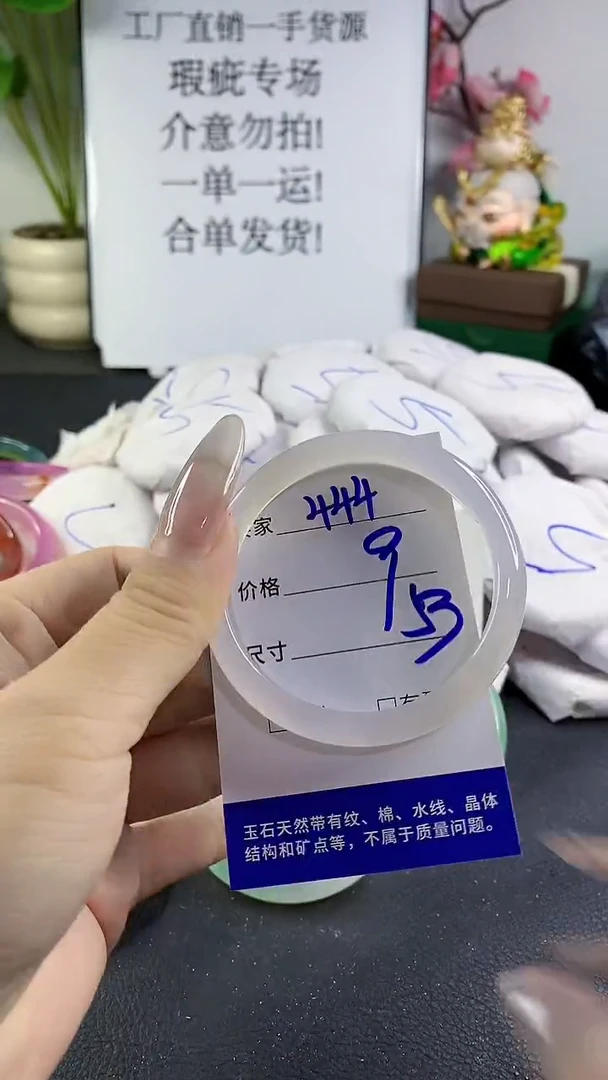 工厂直销一手货源
瑕疵专场
介意勿拍!
一单一运!
合单发货!
家 444
价格 9
尺寸 53
玉石天然带有纹、棉、水线、晶体
结构和矿点等，不属于质量问题。